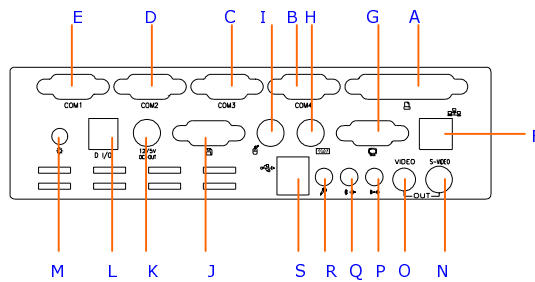 E D C I B H G A
COM1 COM2 COM3 COM4
D I/O 12/5V
DC OUT
VIDEO S-VIDEO
OUT
F
M L K J S R Q P O N